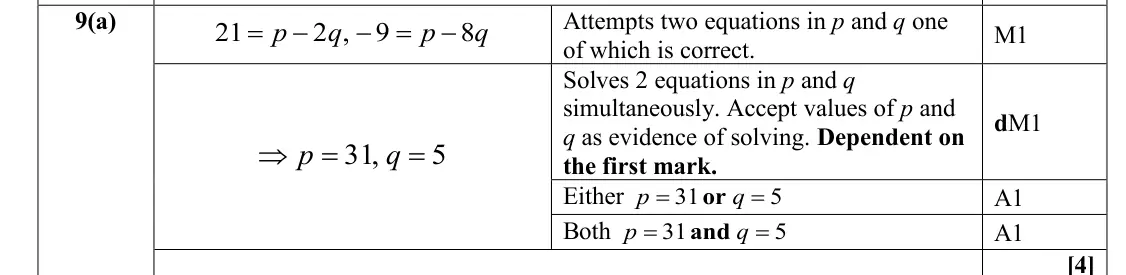 9(a)
21 = p − 2q, −9 = p − 8q
Attempts two equations in p and q one
of which is correct.
M1
⇒ p = 31, q = 5
Solves 2 equations in p and q
simultaneously. Accept values of p and
q as evidence of solving. Dependent on
the first mark.
dM1
Either p = 31 or q = 5
A1
Both p = 31 and q = 5
A1
[4]